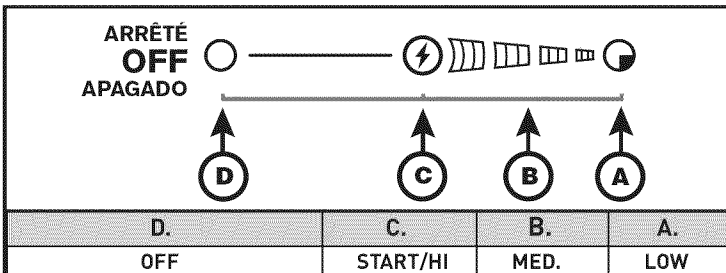 ARRÊTÉ
OFF
APAGADO
D C B A
D. C. B. A.
OFF START/HI MED. LOW